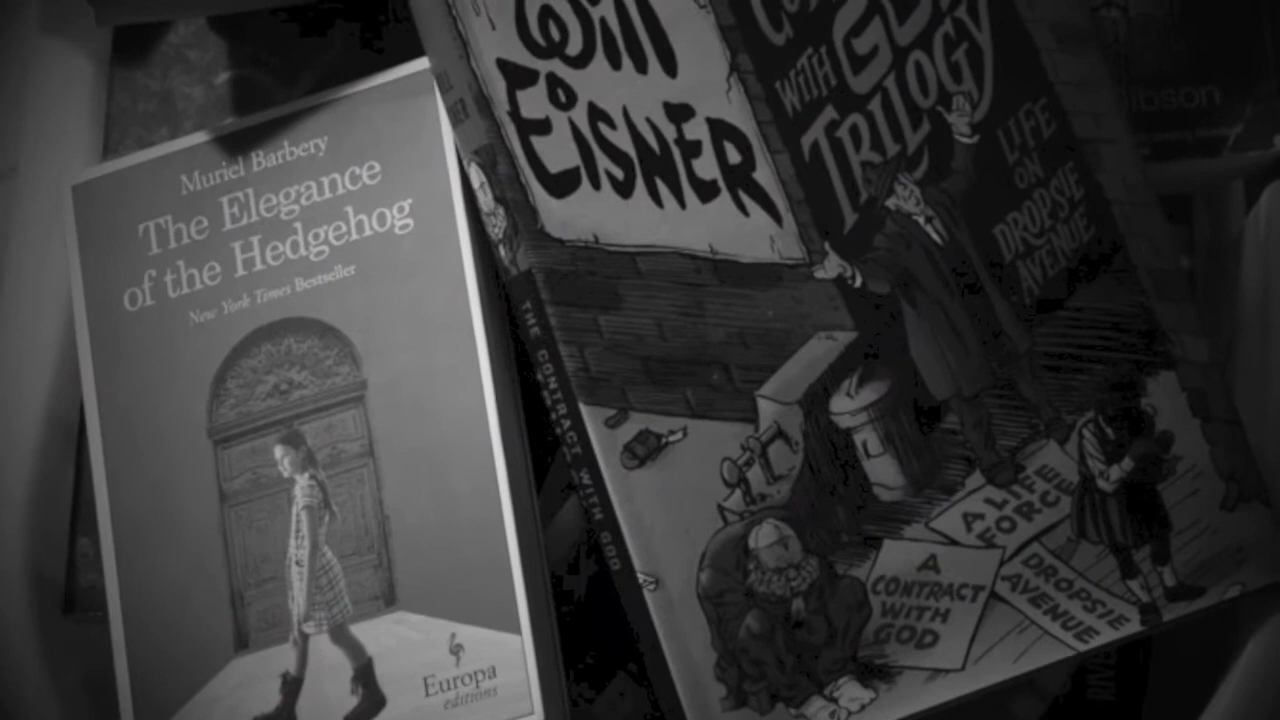 Muriel Barbery
The Elegance
of the Hedgehog
New York Times Bestseller
Europa
editions
Will
EISNER
THE CONTRACT WITH GOD
WITH
TRILOGY
LIFE
ON
DROPSIE
AVENUE
A LIFE
FORCE
A
CONTRACT
WITH
GOD
DROPSIE
AVENUE